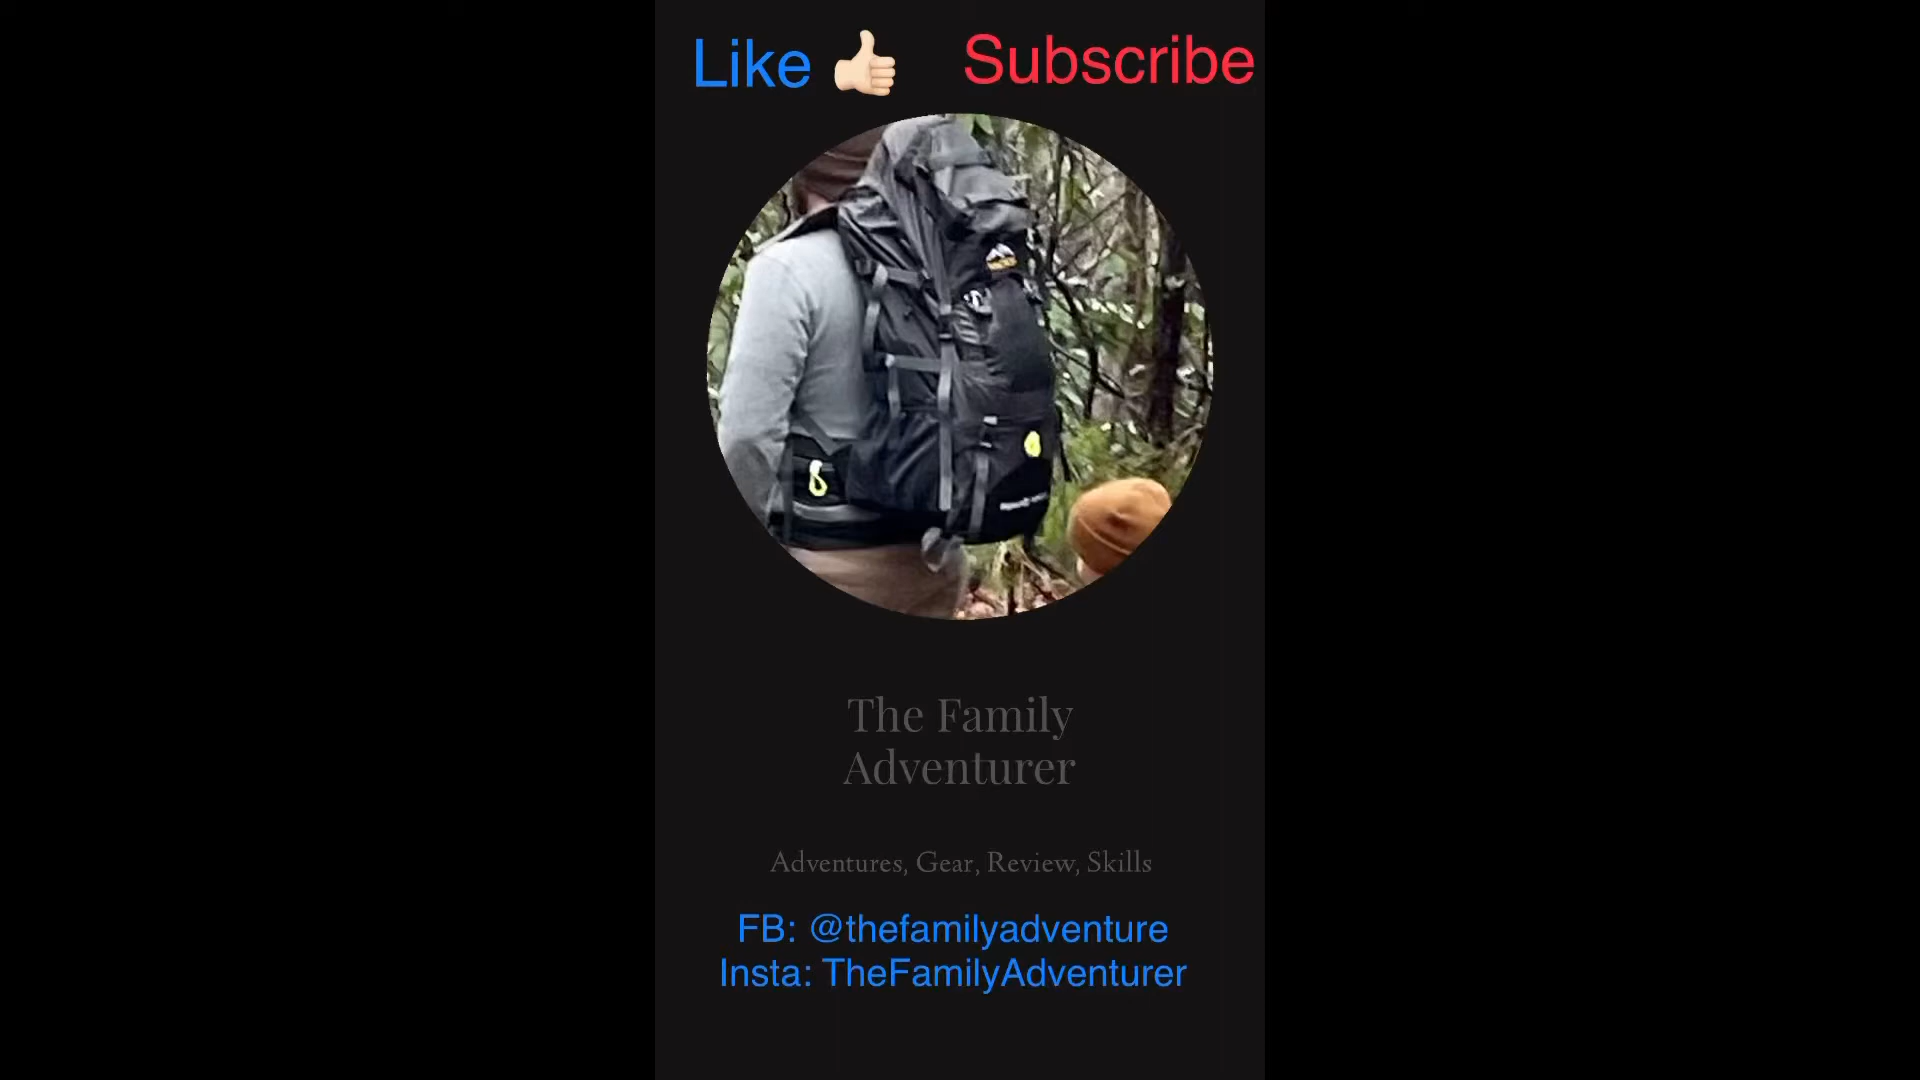 Like 👍🏻 Subscribe
The Family
Adventurer
Adventures, Gear, Review, Skills
FB: @thefamilyadventure
Insta: TheFamilyAdventurer